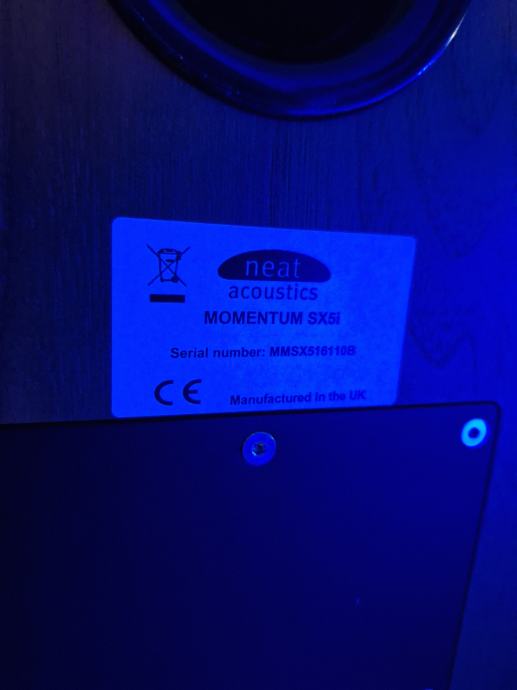 neat
acoustics
MOMENTUM SX5i
Serial number: MMSX516110B
CE
Manufactured in the UK